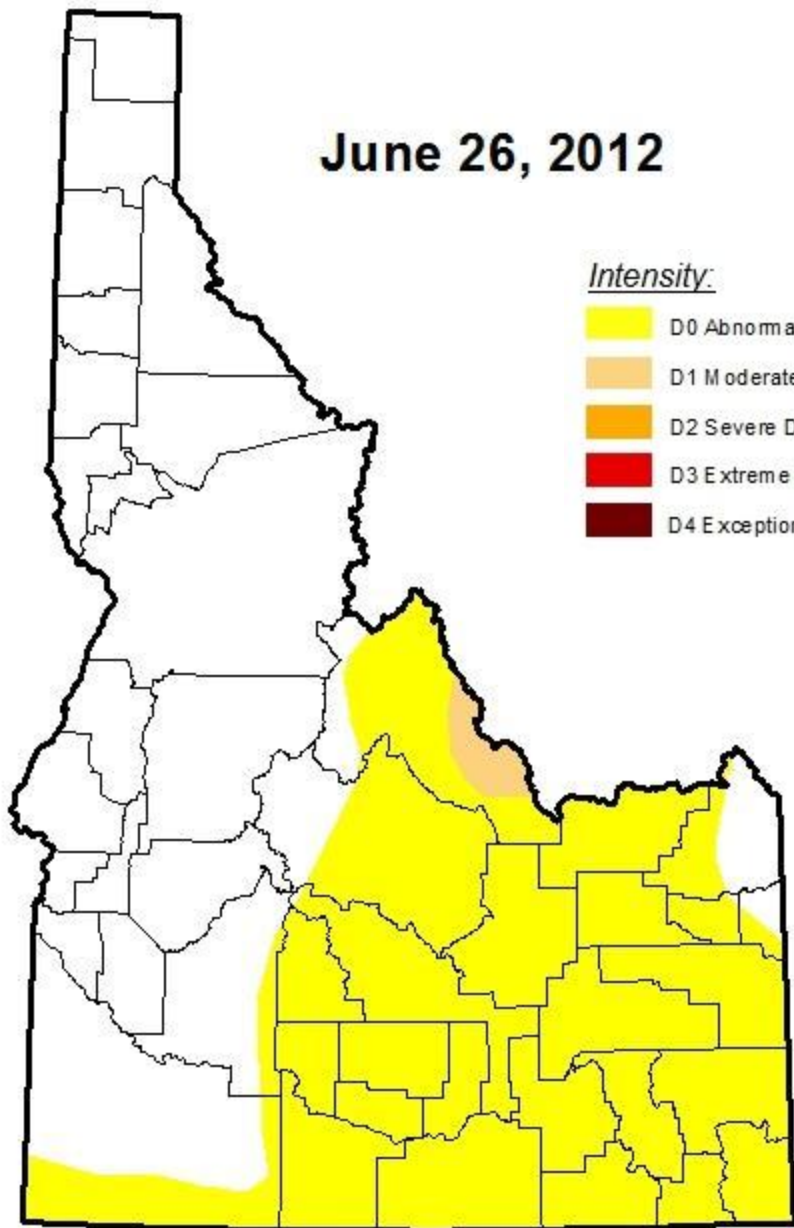 June 26, 2012
Intensity:
D0 Abnorma
D1 Moderate
D2 Severe D
D3 Extreme
D4 Exception